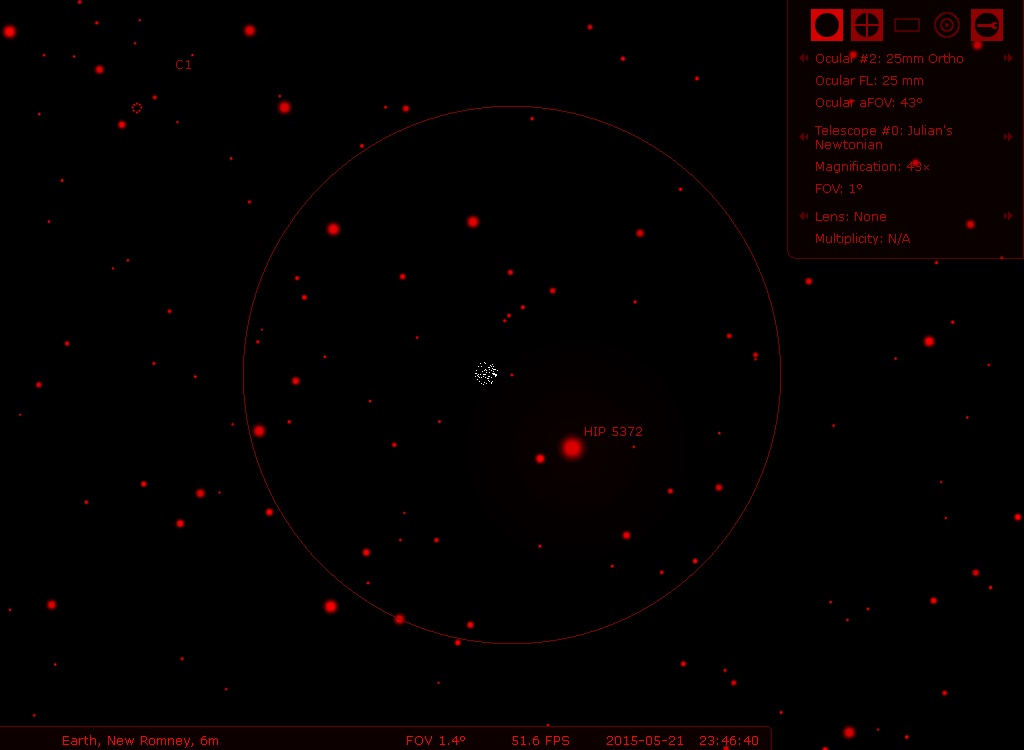 C1
Ocular #2: 25mm Ortho
Ocular FL: 25 mm
Ocular aFOV: 43°
Telescope #0: Julian's
Newtonian
Magnification: 43×
FOV: 1°
Lens: None
Multiplicity: N/A
HIP 5372
Earth, New Romney, 6m FOV 1.4° 51.6 FPS 2015-05-21 23:46:40